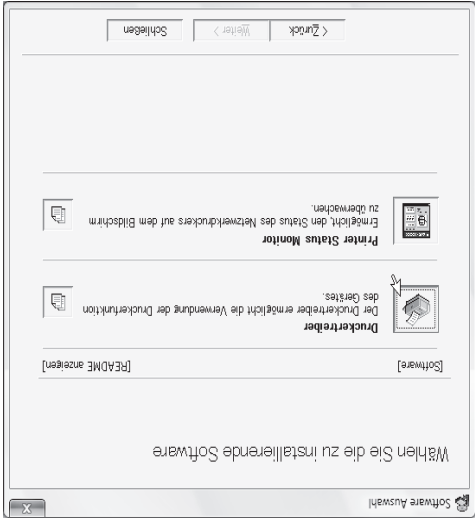 Software Auswahl
X
Wählen Sie die zu installierende Software
[Software] [README anzeigen]
Druckertreiber
Der Druckertreiber ermöglicht die Verwendung der Druckerfunktion
des Gerätes.
Printer Status Monitor
Ermöglicht, den Status des Netzwerkdruckers auf dem Bildschirm
zu überwachen.
< Zurück Weiter > Schließen